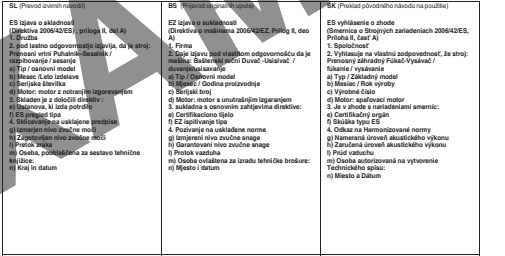 SL (Prevod izvirnih navodil)
ES izjava o skladnosti
(Direktiva 2006/42/ES) , priloga II, del A)
1. Družba
2. pod lastno odgovornostjo izjavlja, da je stroj:
Prenosni vrtni Puhalnik–Sesalnik /
razpihovanje / sesanje
a) Tip / osnovni model
b) Mesec /Leto izdelave
c) Serijska številka
d) Motor: motor z notranjim izgorevanjem
3. Skladen je z določili direktiv :
e) Ustanova, ki izda potrdilo
f) ES pregled tipa
4. Sklicevanje na usklajene predpise
g) Izmerjen nivo zvočne moči
h) Zagotovljen nivo zvočne moči
i) Pretok zraka
m) Oseba, pooblaščena za sestavo tehnične
knjižice:
n) Kraj in datum
BS (Prijevod originalnih uputa)
EZ izjava o sukladnosti
(Direktiva o mašinama 2006/42/EZ, Prilog II, deo
A)
1. Firma
2. Daje pod vlastitom odgovornošću da je
mašina: Baštenski ručni Duvač -Usisivač /
duvanje/usisavanje
a) Tip / Osnovni model
b) Mjesec / Godina proizvodnje
c) Serijski broj
d) Motor: motor s unutrašnjim izgaranjem
3. sukladna s osnovnim zahtjevima direktive:
e) Certifikaciono tijelo
f) EZ ispitivanje tipa
4. Pozivanje na usklađene norme
g) Izmjereni nivo zvučne snage
h) Garantovani nivo zvučne snage
l) Protok vazduha
m) Osoba ovlaštena za izradu tehničke brošure:
n) Mjesto i datum
SK (Preklad pôvodného návodu na použitie)
ES vyhlásenie o zhode
(Smernica o Strojných zariadeniach 2006/42/ES,
Príloha II, časť A)
1. Spoločnosť
2. Vyhlasuje na vlastnú zodpovednosť, že stroj:
Prenosný záhradný Fúkač-Vysávač /
fúkanie / vysávanie
a) Typ / Základný model
b) Mesiac / Rok výroby
c) Výrobné číslo
d) Motor: spaľovací motor
3. Je v zhode s nariadeniami smerníc:
e) Certifikačný orgán
f) Skúška typu ES
4. Odkaz na Harmonizované normy
g) Nameraná úroveň akustického výkonu
h) Zaručená úroveň akustického výkonu
l) Prúd vzduchu
m) Osoba autorizovaná na vytvorenie
Technického spisu:
n) Miesto a Dátum